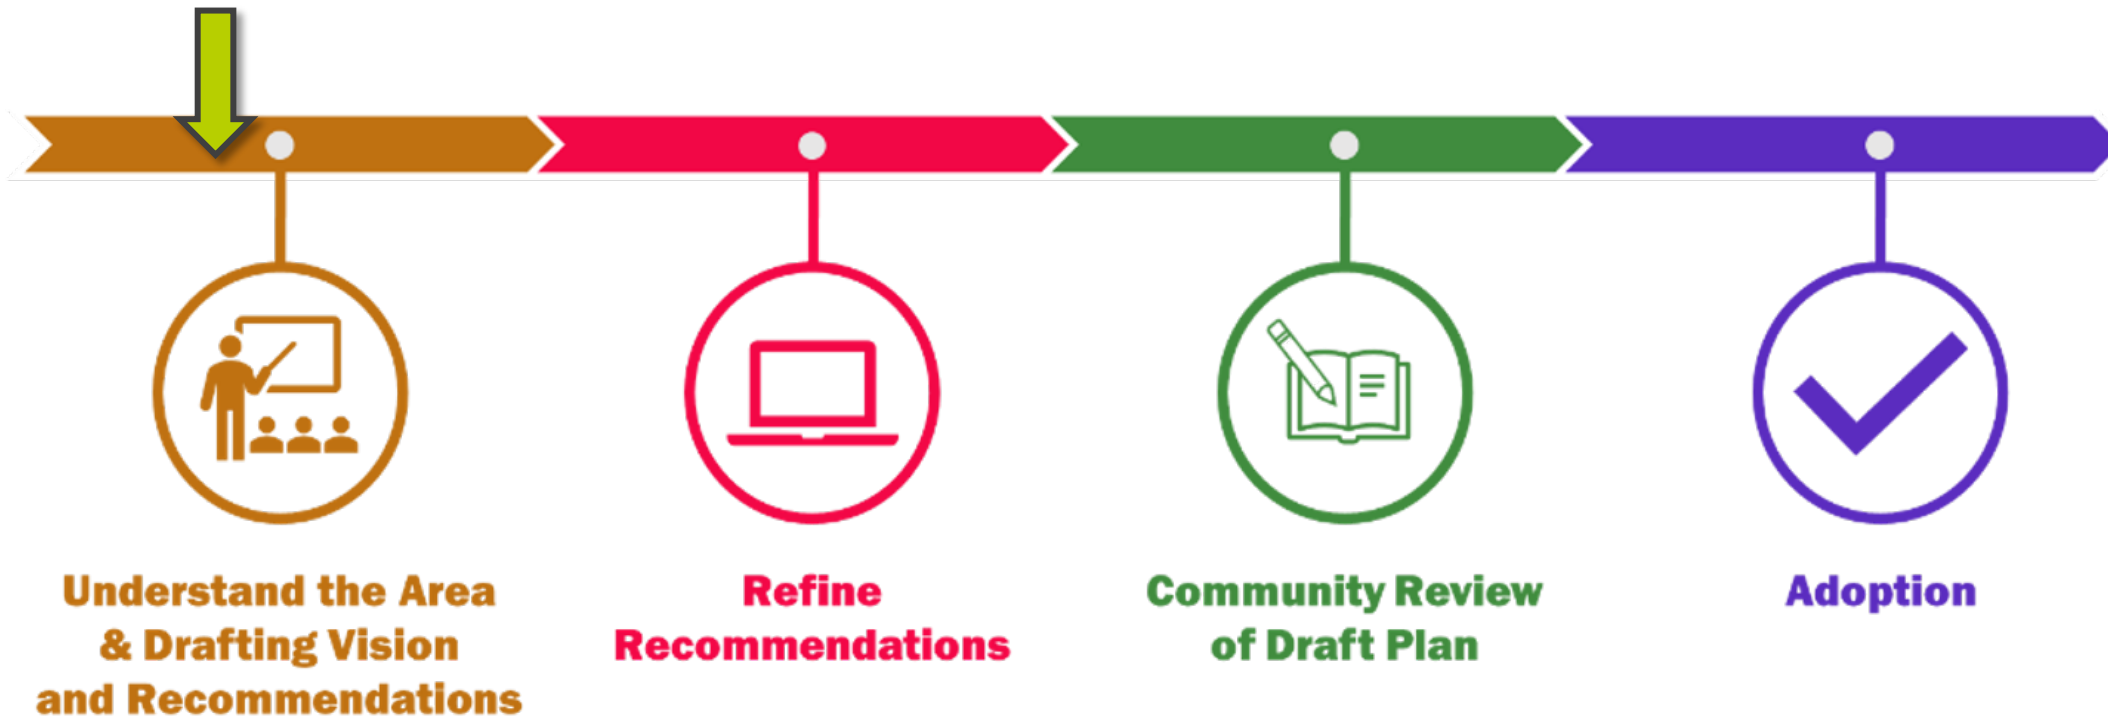 Understand the Area
& Drafting Vision
and Recommendations
Refine
Recommendations
Community Review
of Draft Plan
Adoption